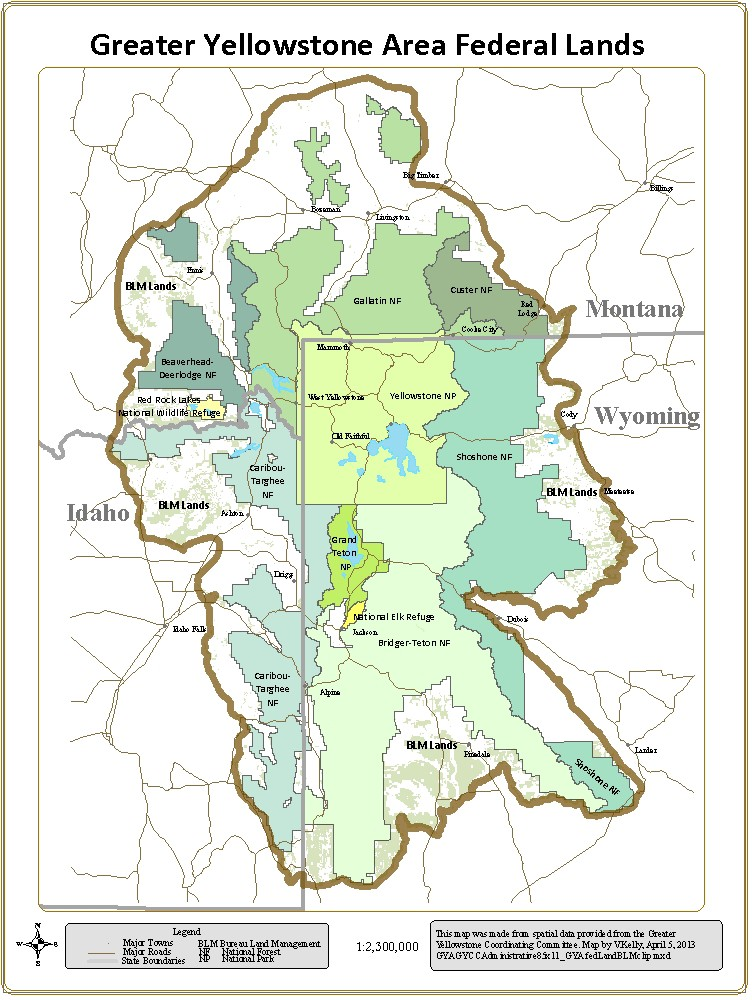 Greater Yellowstone Area Federal Lands
Big Timber
Billings
Bozeman
Livingston
Ennis
BLM Lands
Gallatin NF
Custer NF
Red
Lodge
Montana
Cooke City
Mammoth
Beaverhead-
Deerlodge NF
Red Rock Lakes
National Wildlife Refuge
West Yellowstone
Yellowstone NP
Cody
Wyoming
Old Faithful
Shoshone NF
Caribou-
Targhee
NF
BLM Lands
BLM Lands
Meeteetse
Idaho
Ashton
Grand
Teton
NP
Driggs
National Elk Refuge
Dubois
Idaho Falls
Jackson
Bridger-Teton NF
Caribou-
Targhee
NF
Alpine
BLM Lands
Pinedale
Lander
Shoshone NF
N
W E
S
Legend
Major Towns
Major Roads
State Boundaries
BLM Bureau Land Management
NF National Forest
NP National Park
1:2,300,000
This map was made from spatial data provided from the Greater
Yellowstone Coordinating Committee. Map by V.Kelly, April 5, 2013